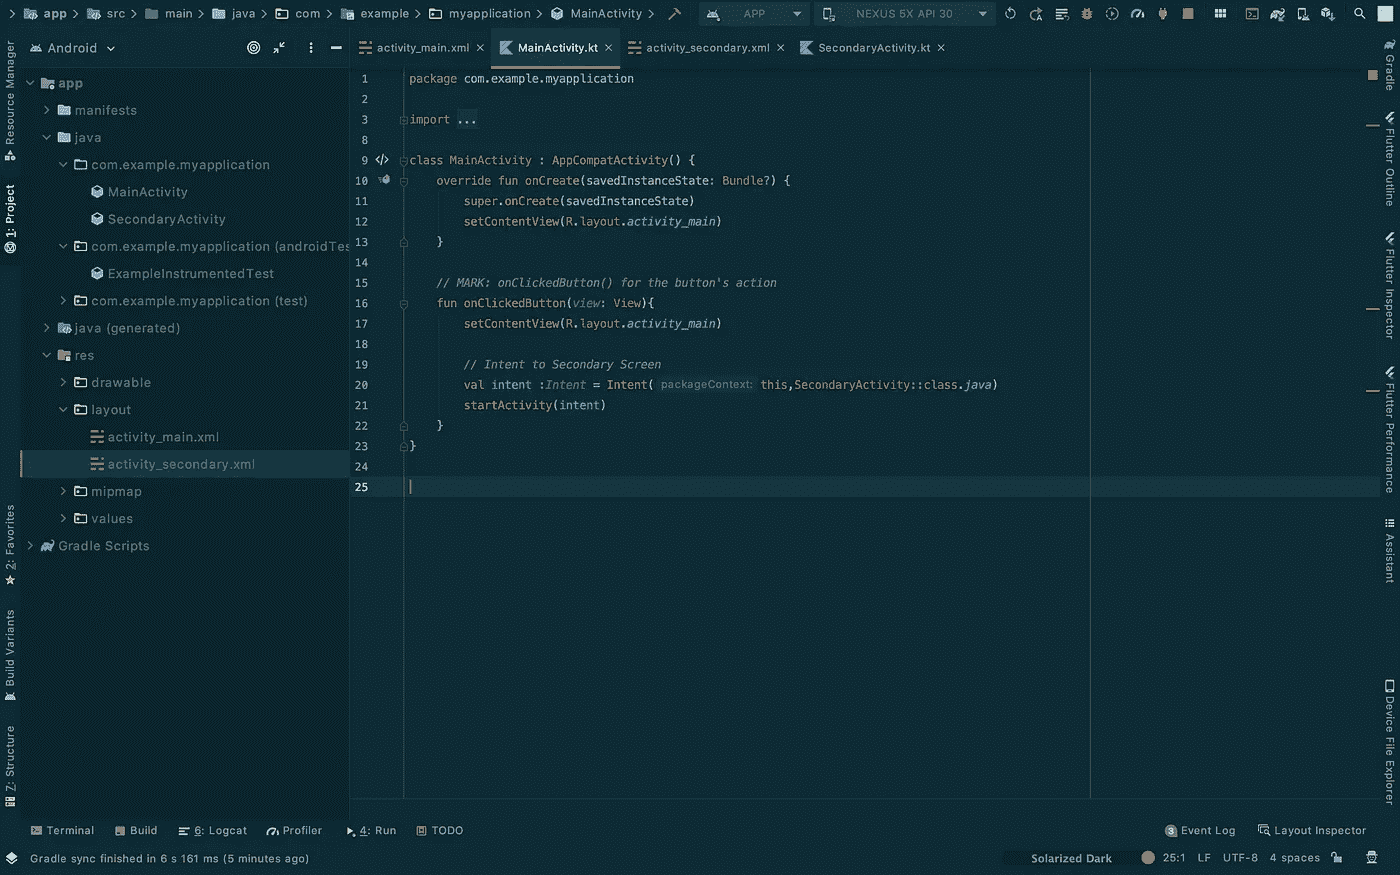 app src main java com example myapplication MainActivity APP NEXUS 5X API 30
Android
activity_main.xml MainActivity.kt activity_secondary.xml SecondaryActivity.kt
Resource Manager
1: Project
2: Favorites
Build Variants
Z: Structure
app
manifests
java
com.example.myapplication
MainActivity
SecondaryActivity
com.example.myapplication (androidTes
ExampleInstrumentedTest
com.example.myapplication (test)
java (generated)
res
drawable
layout
activity_main.xml
activity_secondary.xml
mipmap
values
Gradle Scripts
1 package com.example.myapplication
2
3 import ...
8
9 class MainActivity : AppCompatActivity() {
10 override fun onCreate(savedInstanceState: Bundle?) {
11 super.onCreate(savedInstanceState)
12 setContentView(R.layout.activity_main)
13 }
14
15 // MARK: onClickedButton() for the button's action
16 fun onClickedButton(view: View){
17 setContentView(R.layout.activity_main)
18
19 // Intent to Secondary Screen
20 val intent :Intent = Intent( packageContext: this,SecondaryActivity::class.java)
21 startActivity(intent)
22 }
23 }
24
25
Gradle
Flutter Outline
Flutter Inspector
Flutter Performance
Assistant
Device File Explorer
Terminal Build 6: Logcat Profiler 4: Run TODO 3 Event Log Layout Inspector
Gradle sync finished in 6 s 161 ms (5 minutes ago) Solarized Dark 25:1 LF UTF-8 4 spaces